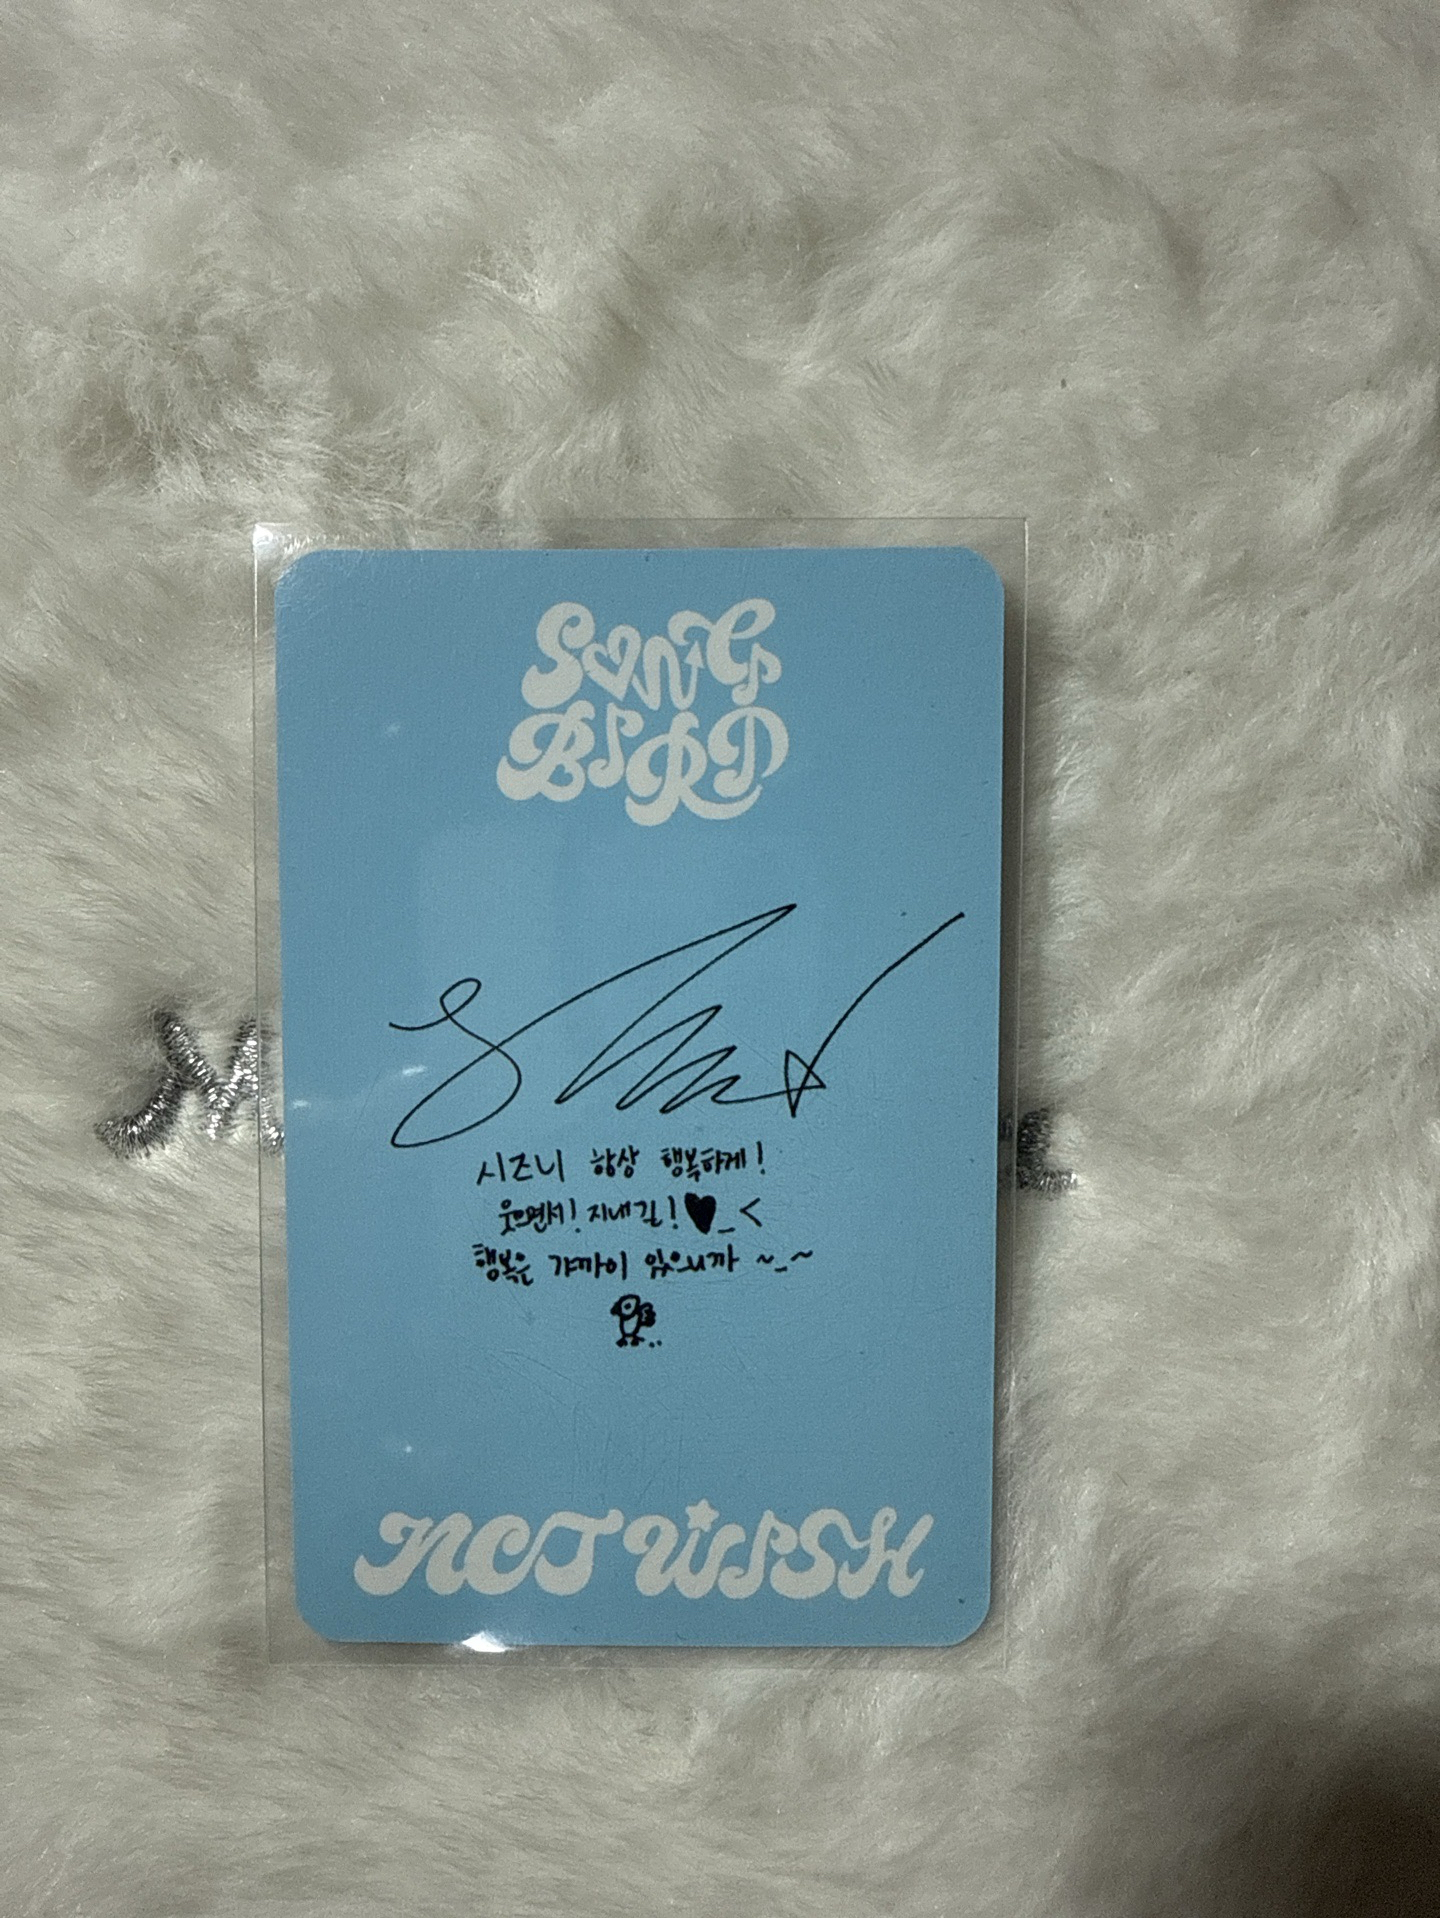 SONG
BIRD
시즈니 항상 행복하게!
웃으면서! 지내길! ♥_<
행복은 갸까이 있으니까 ~_~
NCT WISH